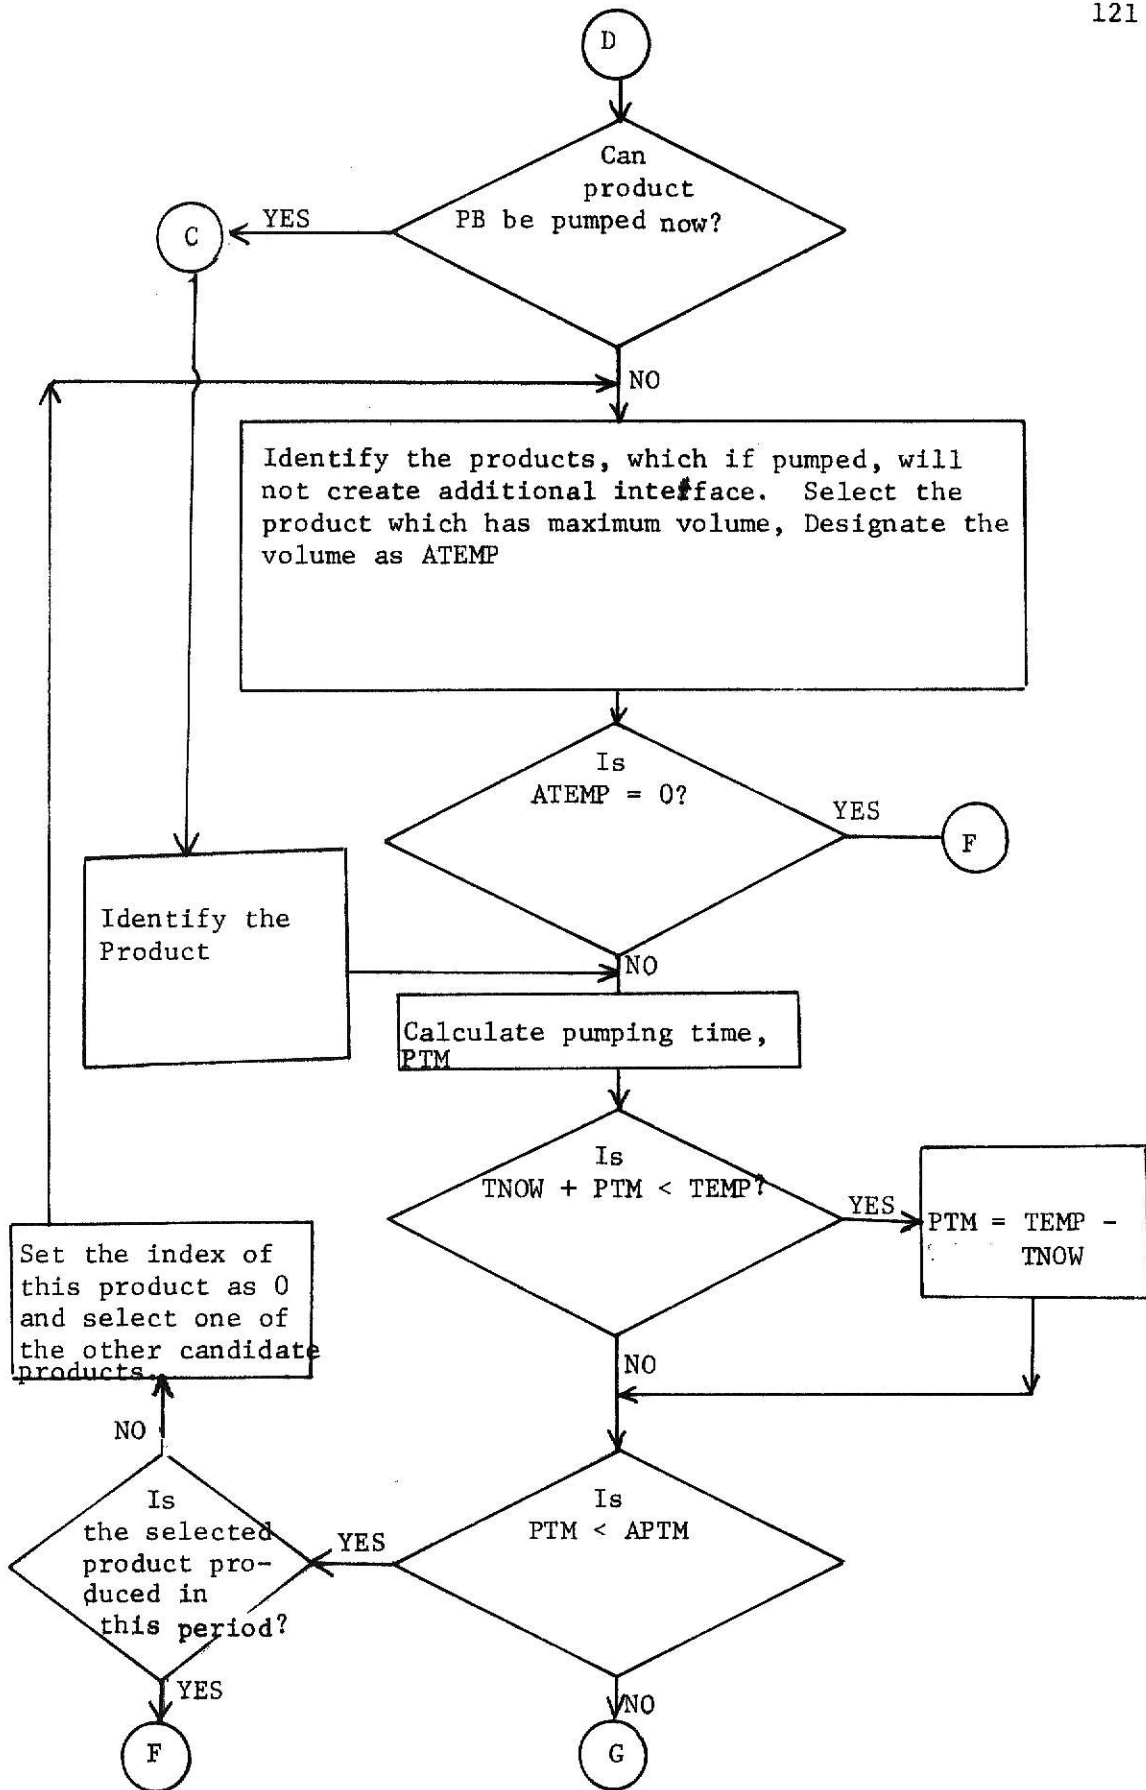 121
D
Can
product
PB be pumped now?
YES
C
NO
Identify the products, which if pumped, will
not create additional interface. Select the
product which has maximum volume, Designate the
volume as ATEMP
Is
ATEMP = 0?
YES
F
Identify the
Product
NO
Calculate pumping time,
PTM
Is
TNOW + PTM < TEMP?
YES
PTM = TEMP -
TNOW
Set the index of
this product as 0
and select one of
the other candidate
products.
NO
NO
Is
the selected
product pro-
duced in
this period?
YES
Is
PTM < APTM
YES
F
NO
G